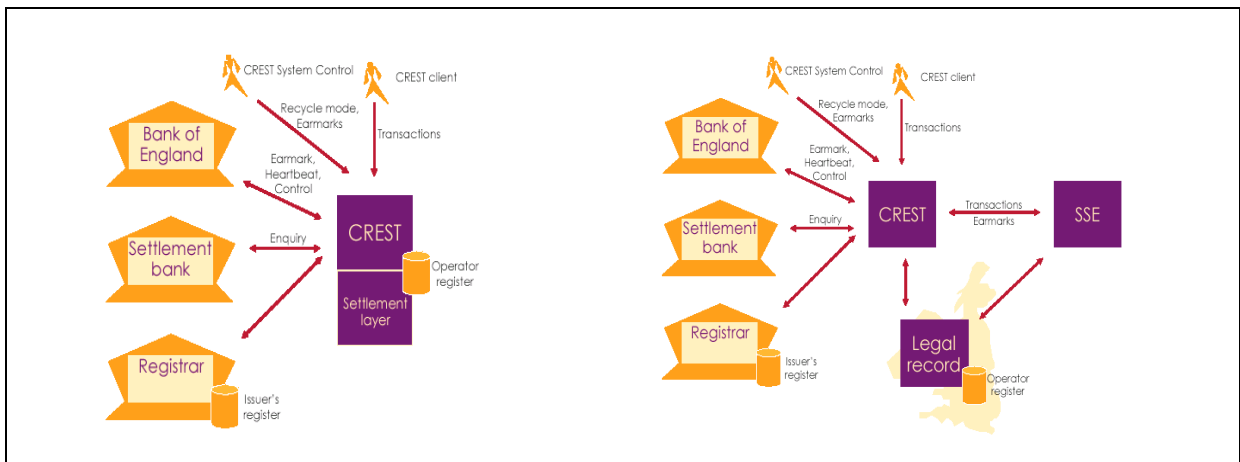 CREST System Control
CREST client
Recycle mode,
Earmarks
Transactions
Bank of
England
Earmark,
Heartbeat,
Control
CREST
Settlement
bank
Enquiry
Operator
register
Settlement
layer
Registrar
Issuer's
register
CREST System Control
CREST client
Recycle mode,
Earmarks
Transactions
Bank of
England
Earmark,
Heartbeat,
Control
CREST
Transactions
Earmarks
SSE
Settlement
bank
Enquiry
Registrar
Issuer's
register
Legal
record
Operator
register